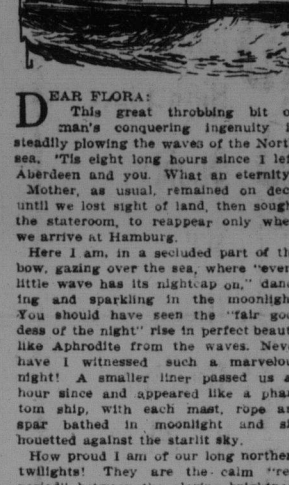 DEAR FLORA:
This great throbbing bit o
man's conquering ingenuity i
steadily plowing the waves of the Nort
sea. 'Tis eight long hours since I le
Aberdeen and you. What an eternity
Mother, as usual, remained on dec
until we lost sight of land, then sough
the stateroom, to reappear only whe
we arrive at Hamburg.
Here I am, in a secluded part of th
bow, gazing over the sea, where "ever
little wave has its nightcap on," danc
ing and sparkling in the moonligh
You should have seen the "fair god
dess of the night" rise in perfect beaut
like Aphrodite from the waves. Neve
have I witnessed such a marvelou
night! A smaller liner passed us a
hour since and appeared like a phan
tom ship, with each mast, rope an
spar bathed in moonlight and si
houetted against the starlit sky.
How proud I am of our long northe
twilights! They are the calm "re